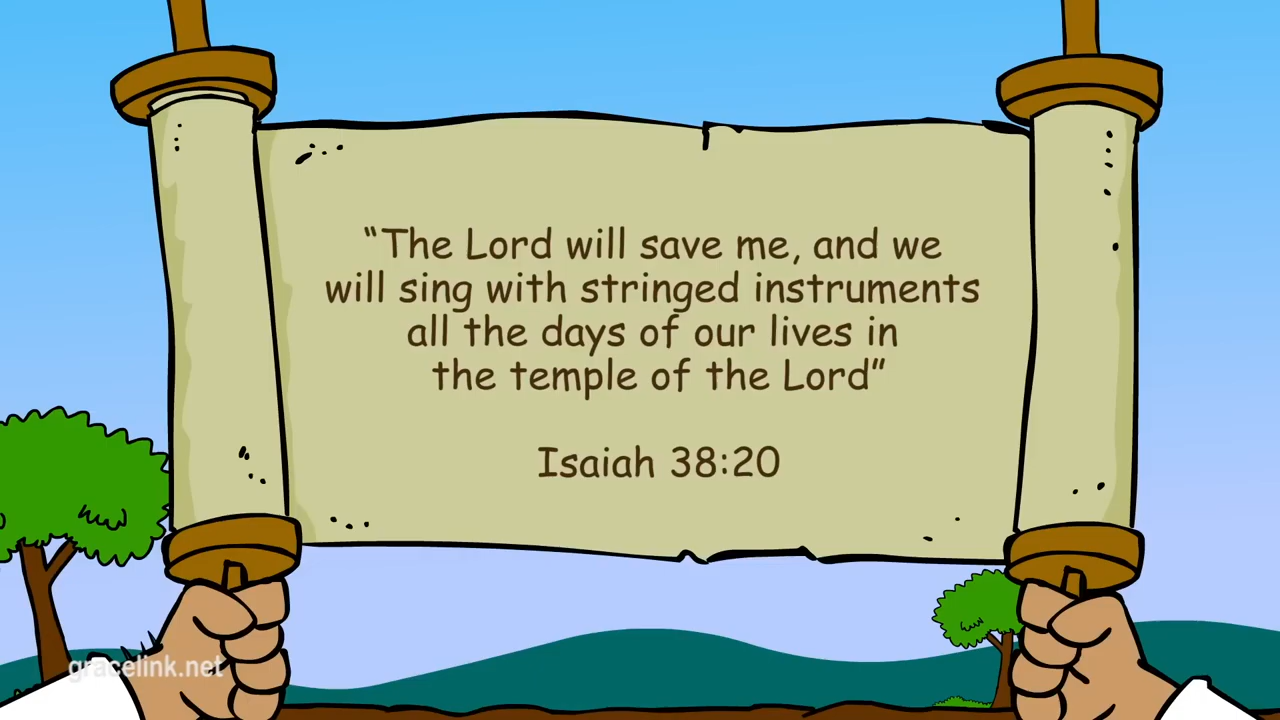 “The Lord will save me, and we
will sing with stringed instruments
all the days of our lives in
the temple of the Lord”
Isaiah 38:20
gracelink.net